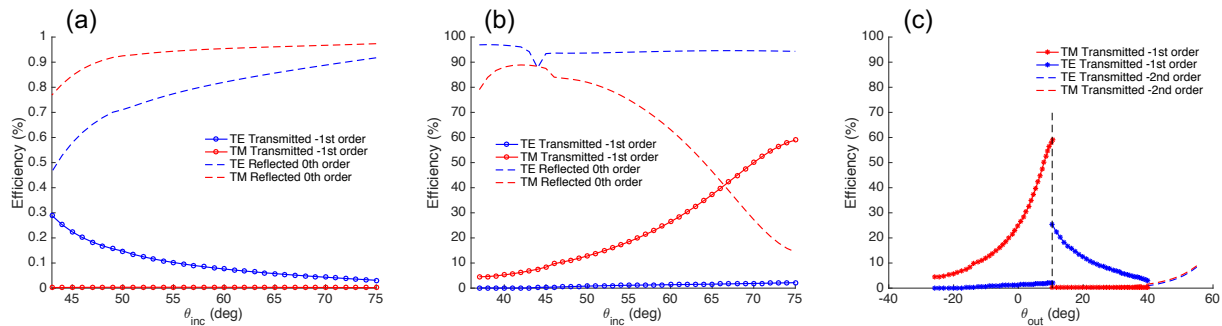 (a)
1
0.9
0.8
0.7
0.6
0.5
0.4
0.3
0.2
0.1
0
Efficiency (%)
TE Transmitted -1st order
TM Transmitted -1st order
TE Reflected 0th order
TM Reflected 0th order
45 50 55 60 65 70 75
θinc (deg)
(b)
100
90
80
70
60
50
40
30
20
10
0
Efficiency (%)
TE Transmitted -1st order
TM Transmitted -1st order
TE Reflected 0th order
TM Reflected 0th order
40 45 50 55 60 65 70 75
θinc (deg)
(c)
TM Transmitted -1st order
TE Transmitted -1st order
TE Transmitted -2nd order
TM Transmitted -2nd order
100
90
80
70
60
50
40
30
20
10
0
Efficiency (%)
-40 -20 0 20 40 60
θout (deg)